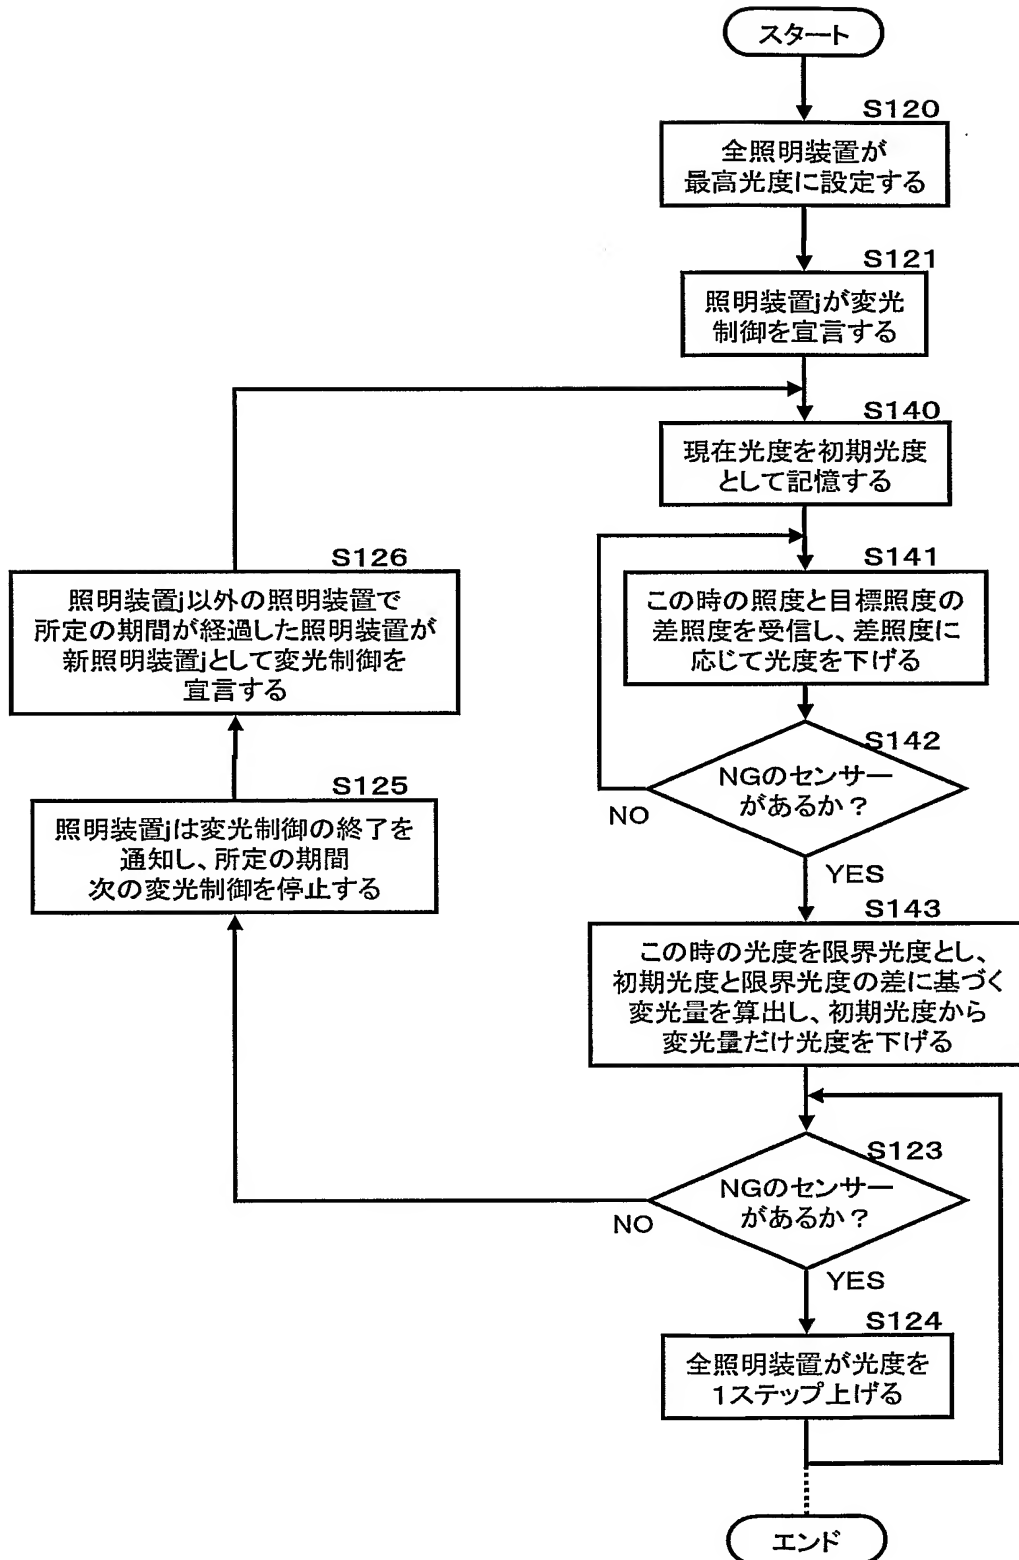 スタート
S120
全照明装置が
最高光度に設定する
S121
照明装置jが変光
制御を宣言する
S140
現在光度を初期光度
として記憶する
S141
この時の照度と目標照度の
差照度を受信し、差照度に
応じて光度を下げる
S142
NGのセンサー
があるか？
NO
YES
S143
この時の光度を限界光度とし、
初期光度と限界光度の差に基づく
変光量を算出し、初期光度から
変光量だけ光度を下げる
S123
NGのセンサー
があるか？
NO
YES
S124
全照明装置が光度を
１ステップ上げる
エンド
S125
照明装置jは変光制御の終了を
通知し、所定の期間
次の変光制御を停止する
S126
照明装置j以外の照明装置で
所定の期間が経過した照明装置が
新照明装置jとして変光制御を
宣言する